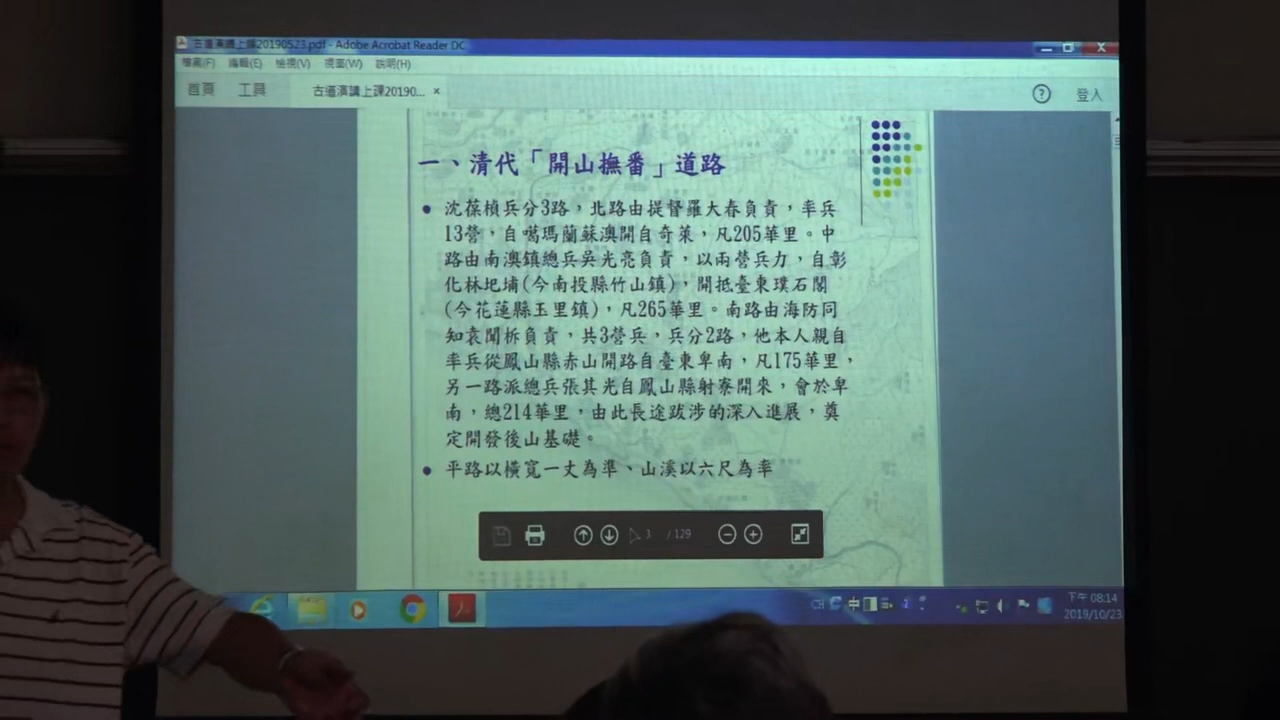 古道演講上課20190523.pdf - Adobe Acrobat Reader DC
檔案(F) 編輯(E) 檢視(V) 視窗(W) 說明(H)
首頁 工具 古道演講上課20190... × ? 登入
一、清代「開山撫番」道路
沈葆楨兵分3路，北路由提督羅大春負責，率兵
13營，自噶瑪蘭蘇澳開自奇萊，凡205華里。中
路由南澳鎮總兵吳光亮負責，以兩營兵力，自彰
化林圯埔(今南投縣竹山鎮)，開抵臺東璞石閣
(今花蓮縣玉里鎮)，凡265華里。南路由海防同
知袁聞柝負責，共3營兵，兵分2路，他本人親自
率兵從鳳山縣赤山開路自臺東卑南，凡175華里，
另一路派總兵張其光自鳳山縣射寮開來，會於卑
南，總214華里，由此長途跋涉的深入進展，奠
定開發後山基礎。
平路以橫寬一丈為準、山溪以六尺為率
3 / 129
CH 中 下午 08:14
2019/10/23